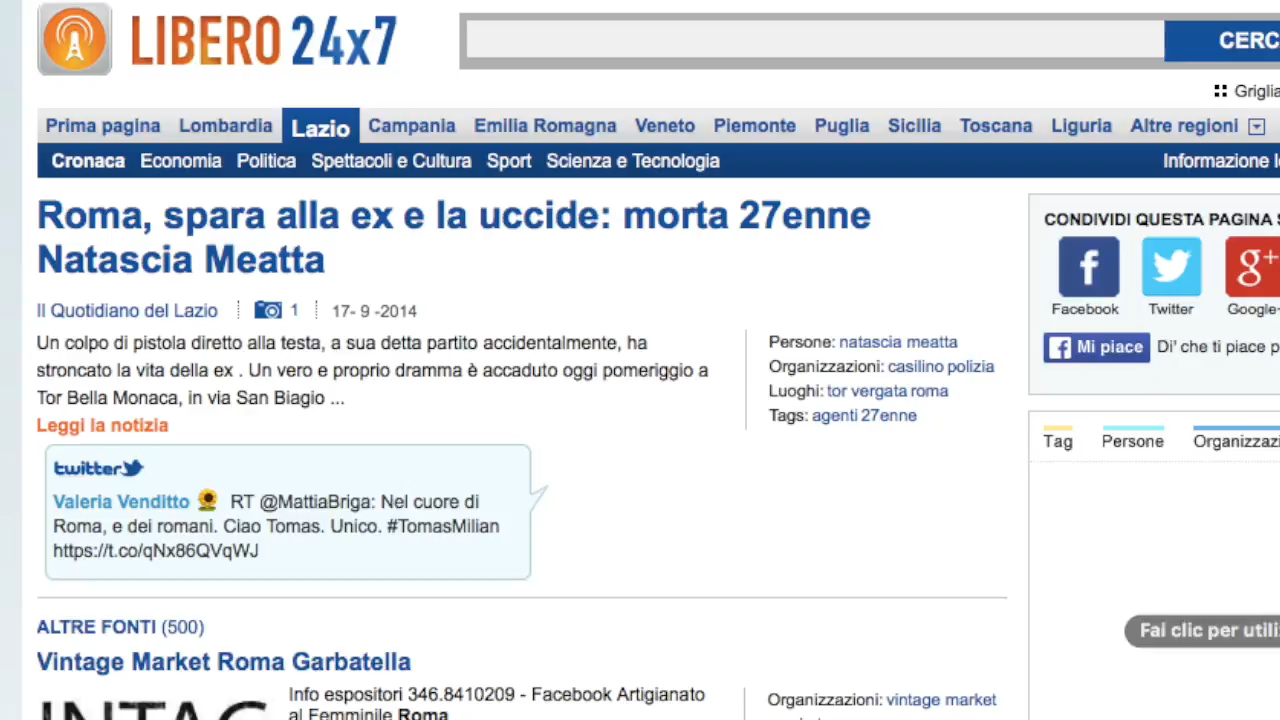 LIBERO 24x7
CERC
Griglia
Prima pagina Lombardia Lazio Campania Emilia Romagna Veneto Piemonte Puglia Sicilia Toscana Liguria Altre regioni
Cronaca Economia Politica Spettacoli e Cultura Sport Scienza e Tecnologia Informazione l
Roma, spara alla ex e la uccide: morta 27enne
Natascia Meatta
Il Quotidiano del Lazio 1 17- 9 -2014
Un colpo di pistola diretto alla testa, a sua detta partito accidentalmente, ha
stroncato la vita della ex . Un vero e proprio dramma è accaduto oggi pomeriggio a
Tor Bella Monaca, in via San Biagio ...
Leggi la notizia
Persone: natascia meatta
Organizzazioni: casilino polizia
Luoghi: tor vergata roma
Tags: agenti 27enne
twitter
Valeria Venditto RT @MattiaBriga: Nel cuore di
Roma, e dei romani. Ciao Tomas. Unico. #TomasMilian
https://t.co/qNx86QVqWJ
ALTRE FONTI (500)
Vintage Market Roma Garbatella
Info espositori 346.8410209 - Facebook Artigianato
al Femminile Roma
Organizzazioni: vintage market
CONDIVIDI QUESTA PAGINA S
Facebook Twitter Google+
Mi piace Di' che ti piace p
Tag Persone Organizzazi
Fai clic per utili